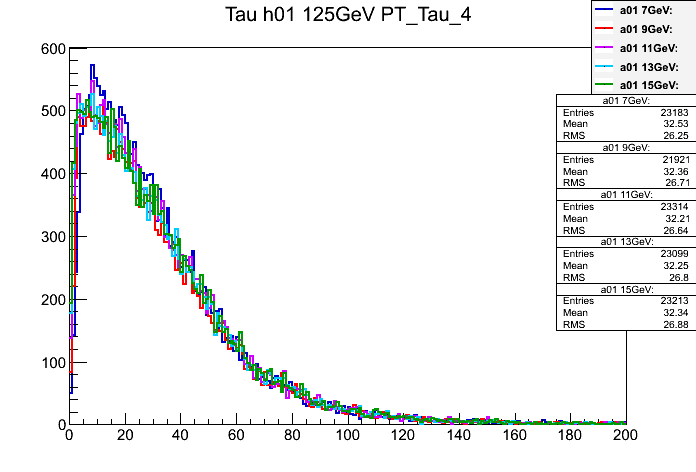 Tau h01 125GeV PT_Tau_4
a01 7GeV:
a01 9GeV:
a01 11GeV:
a01 13GeV:
a01 15GeV:
a01 7GeV:
Entries 23183
Mean 32.53
RMS 26.25
a01 9GeV:
Entries 21921
Mean 32.36
RMS 26.71
a01 11GeV:
Entries 23314
Mean 32.21
RMS 26.64
a01 13GeV:
Entries 23099
Mean 32.25
RMS 26.8
a01 15GeV:
Entries 23213
Mean 32.34
RMS 26.88
600
500
400
300
200
100
0
0 20 40 60 80 100 120 140 160 180 200